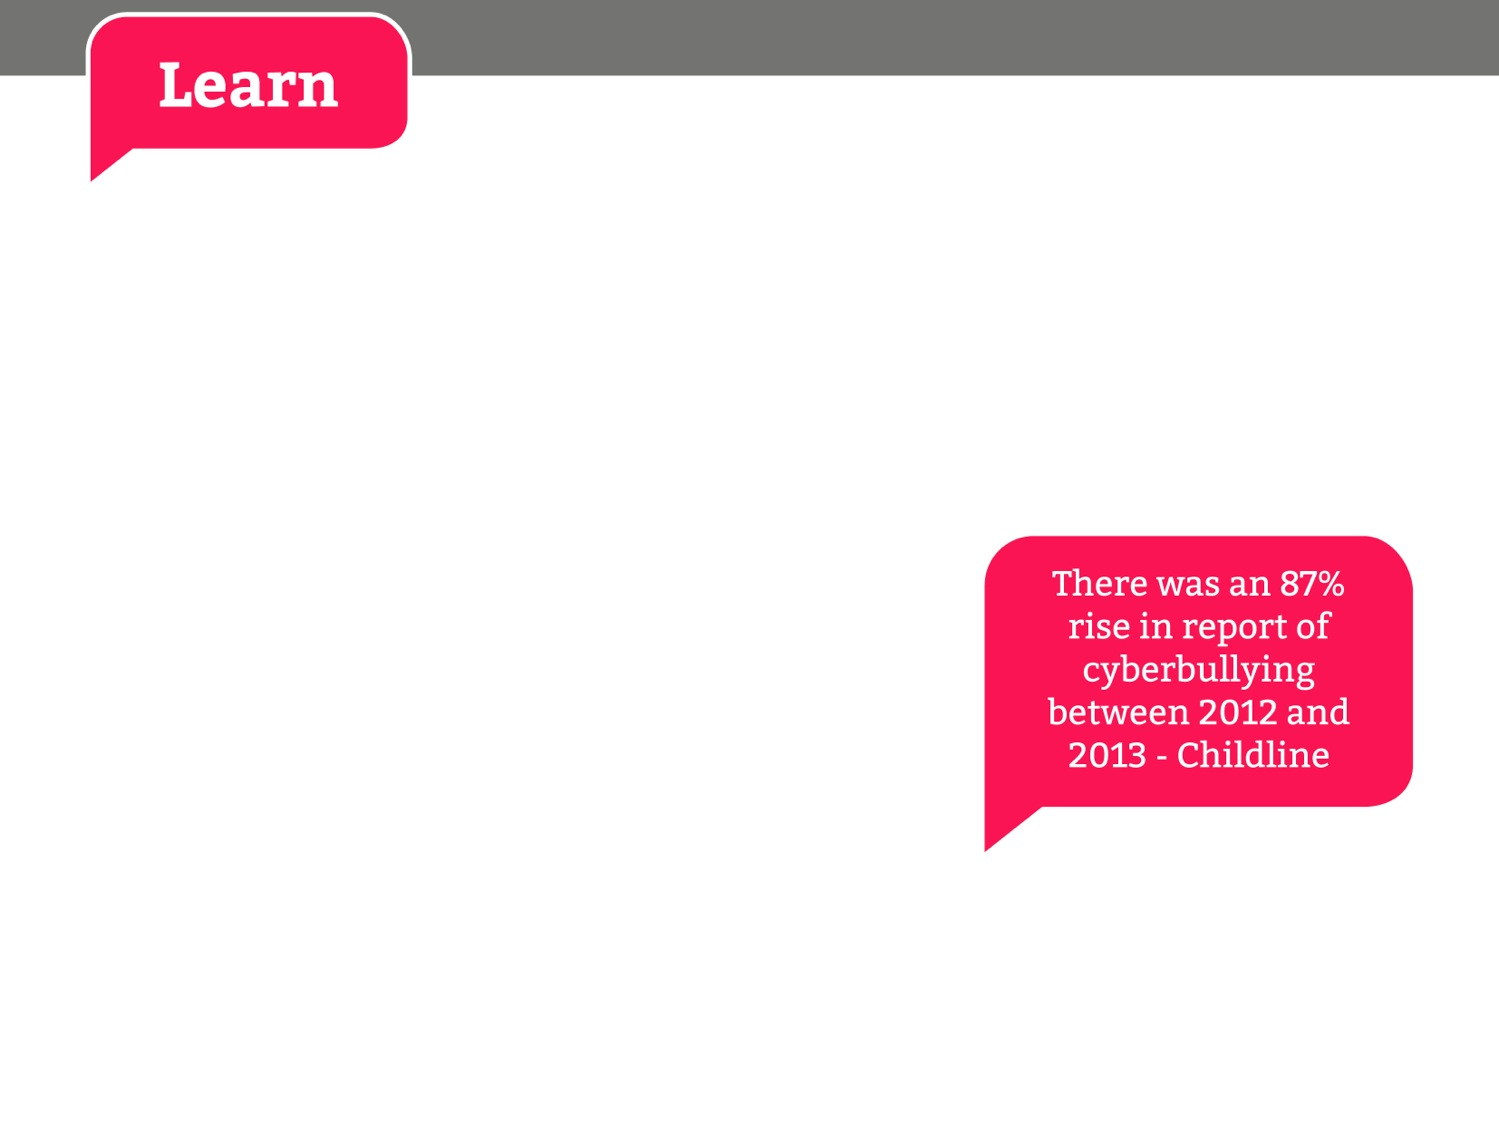 Learn
There was an 87%
rise in report of
cyberbullying
between 2012 and
2013 - Childline